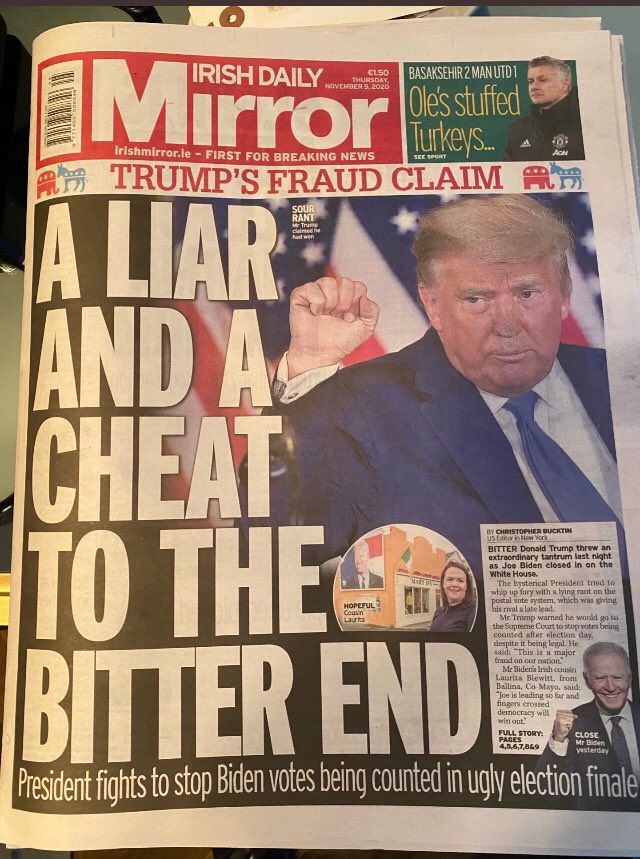 IRISH DAILY
Mirror
€1.50
THURSDAY,
NOVEMBER 5, 2020
irishmirror.ie – FIRST FOR BREAKING NEWS
BASAKSEHIR 2 MAN UTD 1
Ole's stuffed
Turkeys...
SEE SPORT
AON
TRUMP'S FRAUD CLAIM
SOUR
RANT
Mr Trump
claimed he
had won
A LIAR
AND A
CHEAT
TO THE
BITTER END
HOPEFUL
Cousin
Laurita
BY CHRISTOPHER BUCKTIN
US Editor in New York
BITTER Donald Trump threw an
extraordinary tantrum last night
as Joe Biden closed in on the
White House.
The hysterical President tried to
whip up fury with a lying rant on the
postal vote system, which was giving
his rival a late lead.
Mr Trump warned he would go to
the Supreme Court to stop votes being
counted after election day,
despite it being legal. He
said: "This is a major
fraud on our nation."
Mr Biden's Irish cousin
Laurita Blewitt, from
Ballina, Co Mayo, said:
"Joe is leading so far and
fingers crossed
democracy will
win out."
FULL STORY:
PAGES
4,5,6,7,8&9
CLOSE
Mr Biden
yesterday
President fights to stop Biden votes being counted in ugly election finale